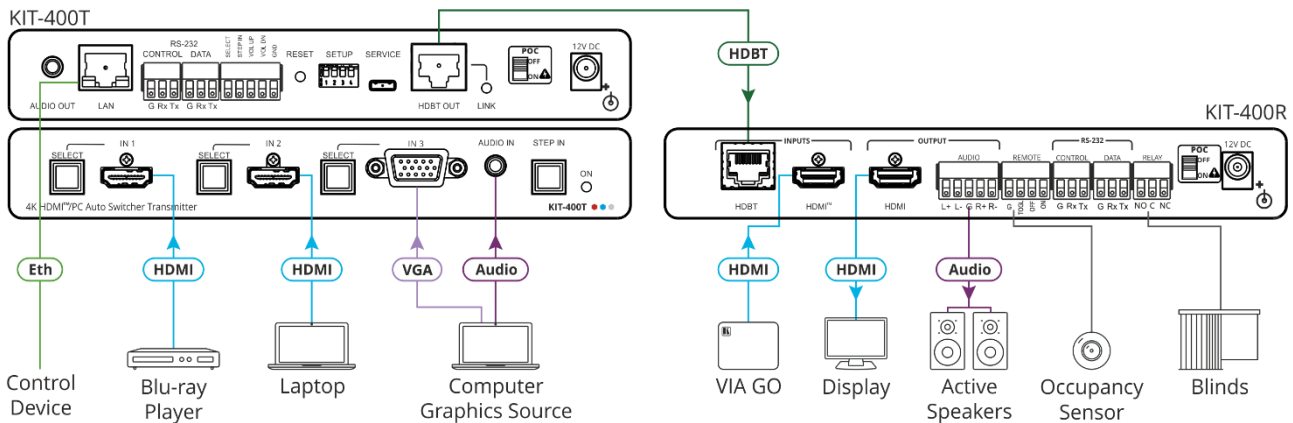 KIT-400T
RS-232
CONTROL DATA
SELECT
STEP IN
VOL UP
VOL DN
GND
RESET
SETUP
SERVICE
POC
OFF
ON
12V DC
1 2 3 4
AUDIO OUT
LAN
G Rx Tx G Rx Tx
HDBT OUT
LINK
HDBT
SELECT
IN 1
SELECT
IN 2
SELECT
IN 3
AUDIO IN
STEP IN
ON
4K HDMI™/PC Auto Switcher Transmitter
KIT-400T
KIT-400R
INPUTS
OUTPUT
RS-232
AUDIO
REMOTE
CONTROL
DATA
RELAY
POC
OFF
ON
12V DC
HDBT
HDMI™
HDMI
L+ L- G R+ R-
G
TOGL
OFF
ON
G Rx Tx
G Rx Tx
NO C NC
Eth
HDMI
HDMI
VGA
Audio
HDMI
HDMI
Audio
Control
Device
Blu-ray
Player
Laptop
Computer
Graphics Source
VIA GO
Display
Active
Speakers
Occupancy
Sensor
Blinds